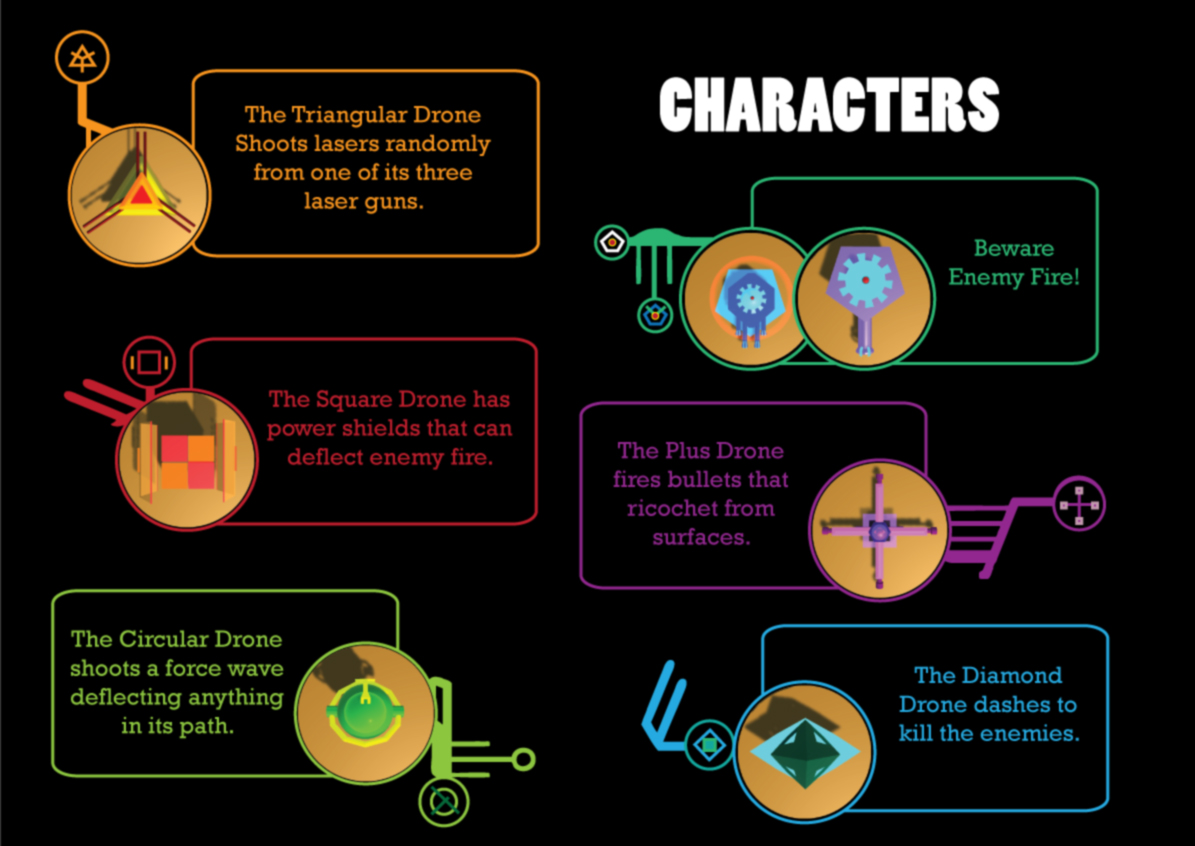 CHARACTERS
The Triangular Drone
Shoots lasers randomly
from one of its three
laser guns.
Beware
Enemy Fire!
The Square Drone has
power shields that can
deflect enemy fire.
The Plus Drone
fires bullets that
ricochet from
surfaces.
The Circular Drone
shoots a force wave
deflecting anything
in its path.
The Diamond
Drone dashes to
kill the enemies.